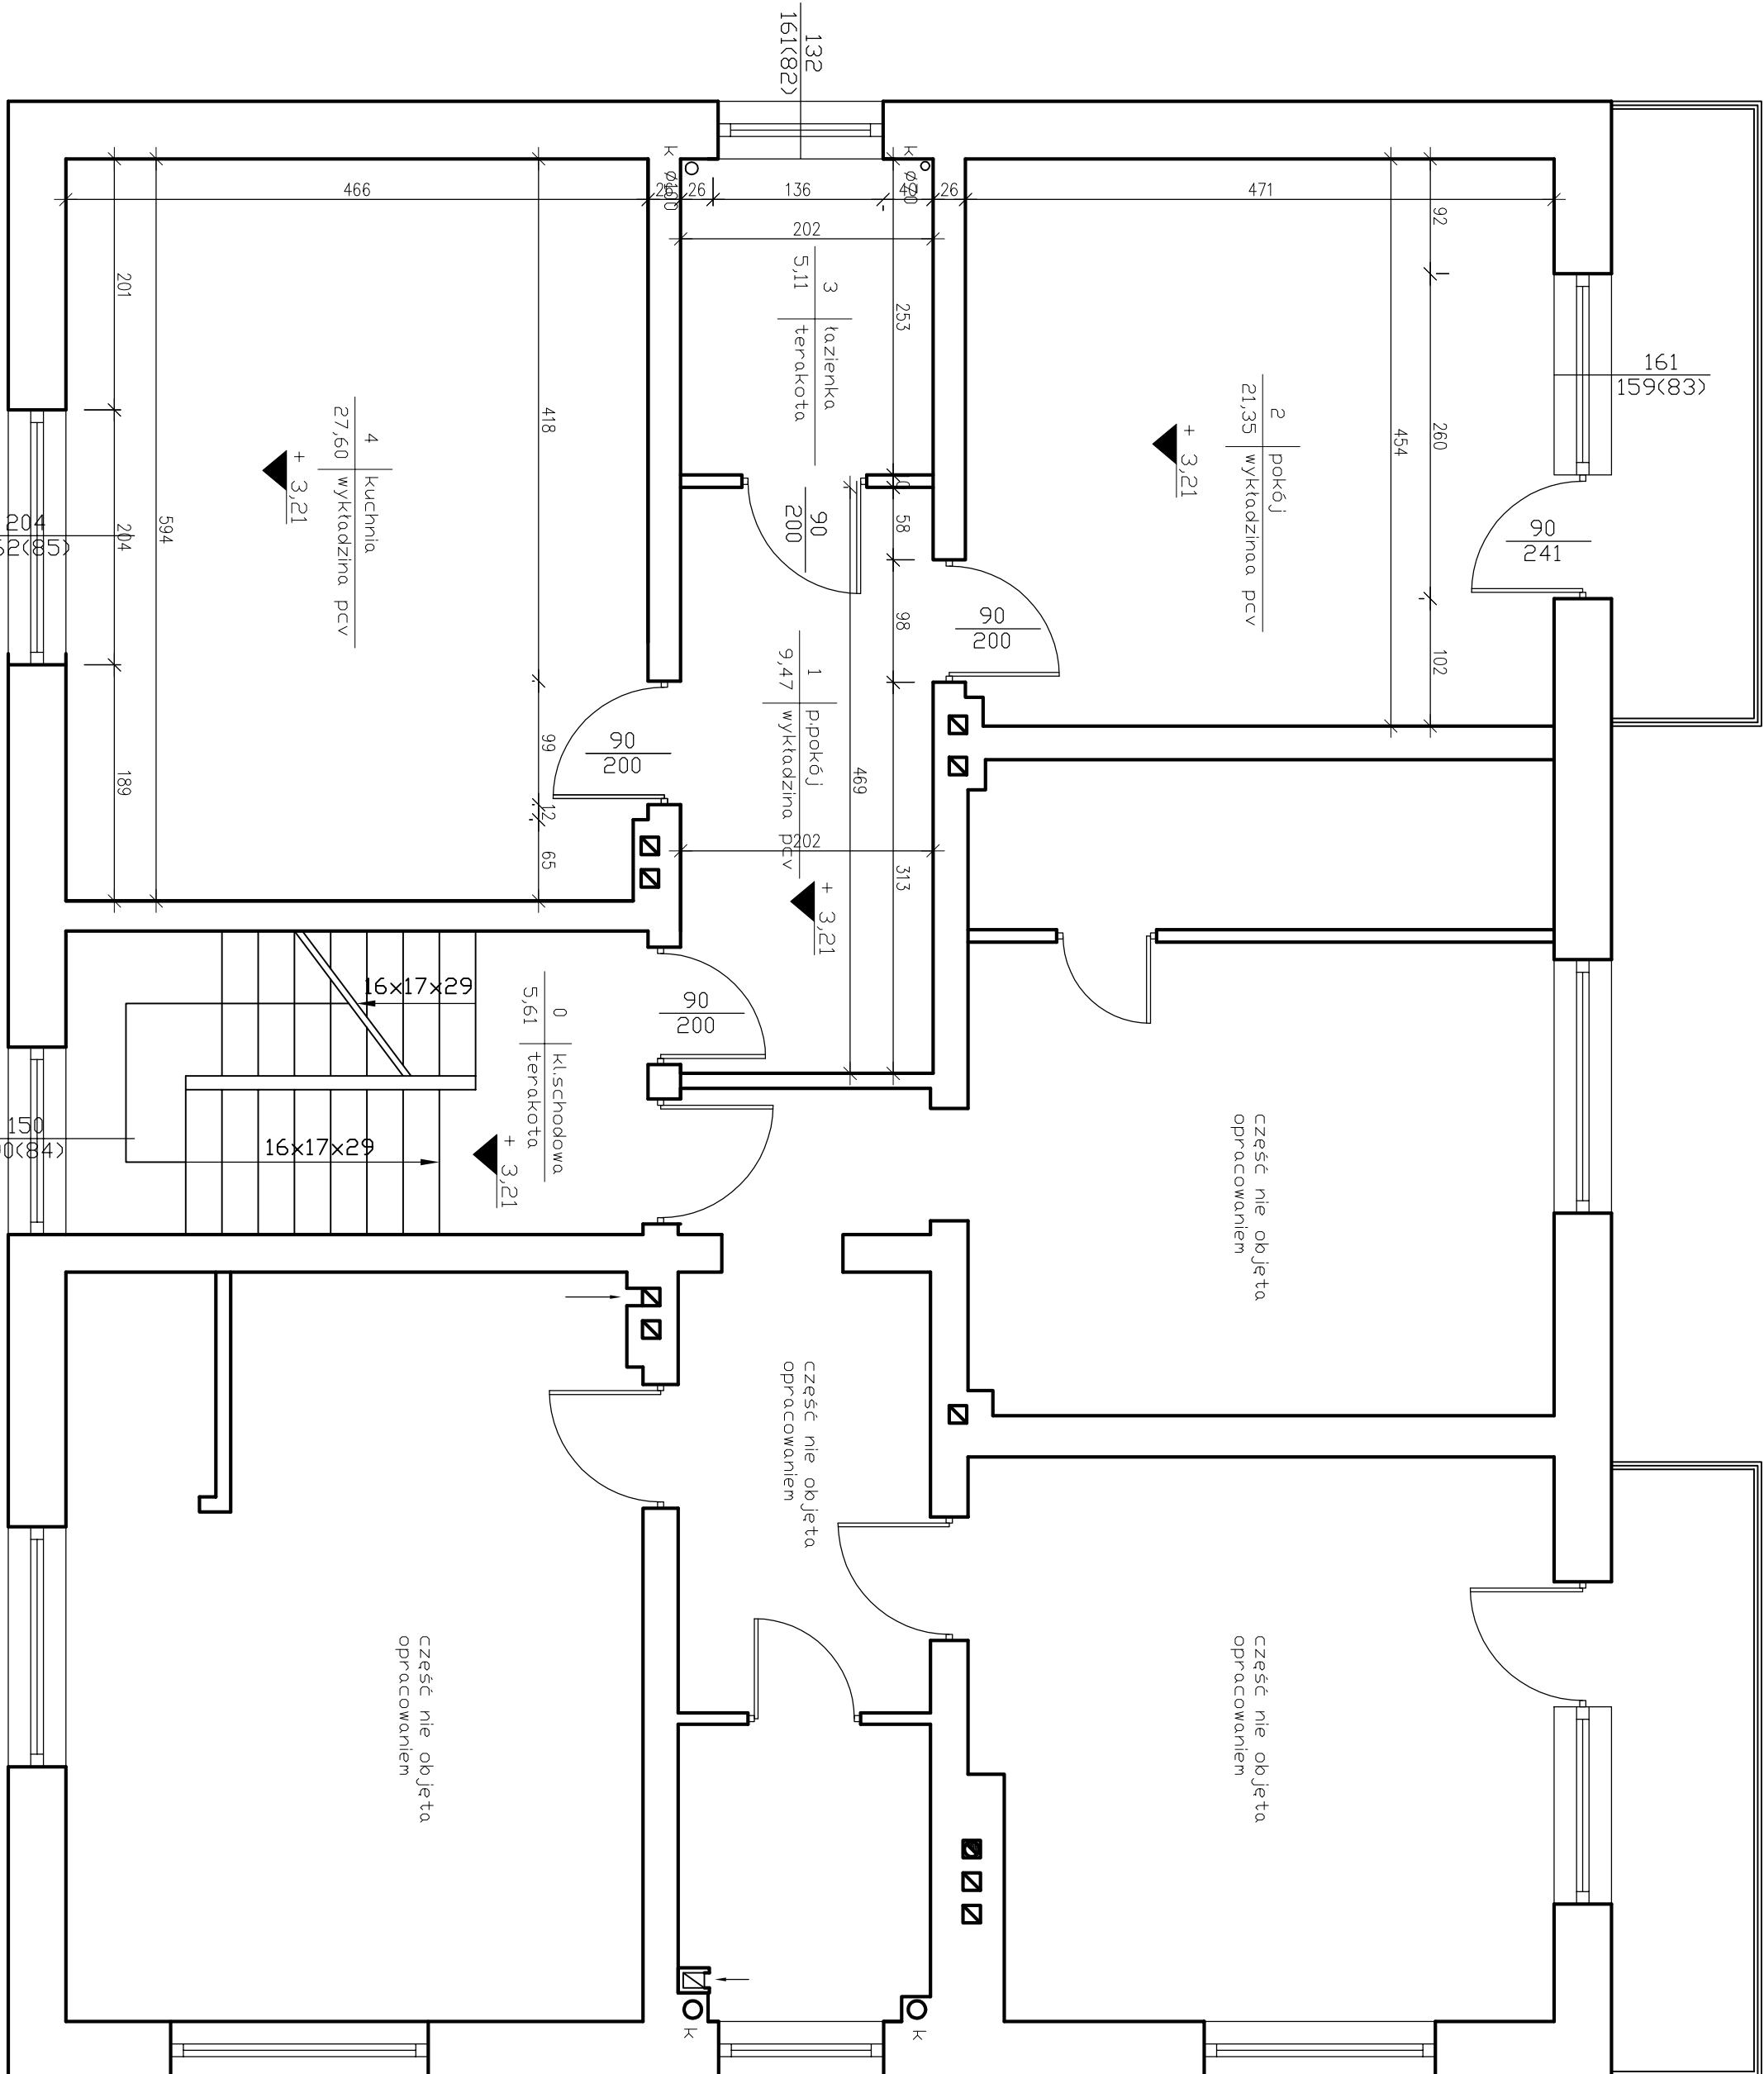 132
161(82)
K Ø160
466
26
26
136
40
26
471
202
92
260
102
454
161
159(83)
90
241
2 pokój
21,35 wykładzinaa pcv
+ 3,21
3 łazienka
5,11 terakota
253
58
98
313
469
90
200
90
200
1 p.pokój
9,47 wykładzina pcv
+ 3,21
202
418
99
12
65
594
201
204
189
4 kuchnia
27,60 wykładzina pcv
+ 3,21
204
90
200
90
200
0 kl.schodowa
5,61 terakota
+ 3,21
16x17x29
16x17x29
150
część nie objęta
opracowaniem
część nie objęta
opracowaniem
część nie objęta
opracowaniem
część nie objęta
opracowaniem
K
K